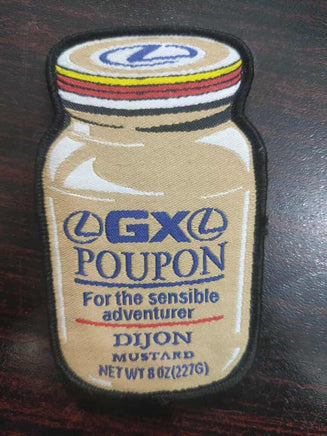 GX
POUPON
For the sensible
adventurer
DIJON
MUSTARD
NET WT 8 OZ(227G)